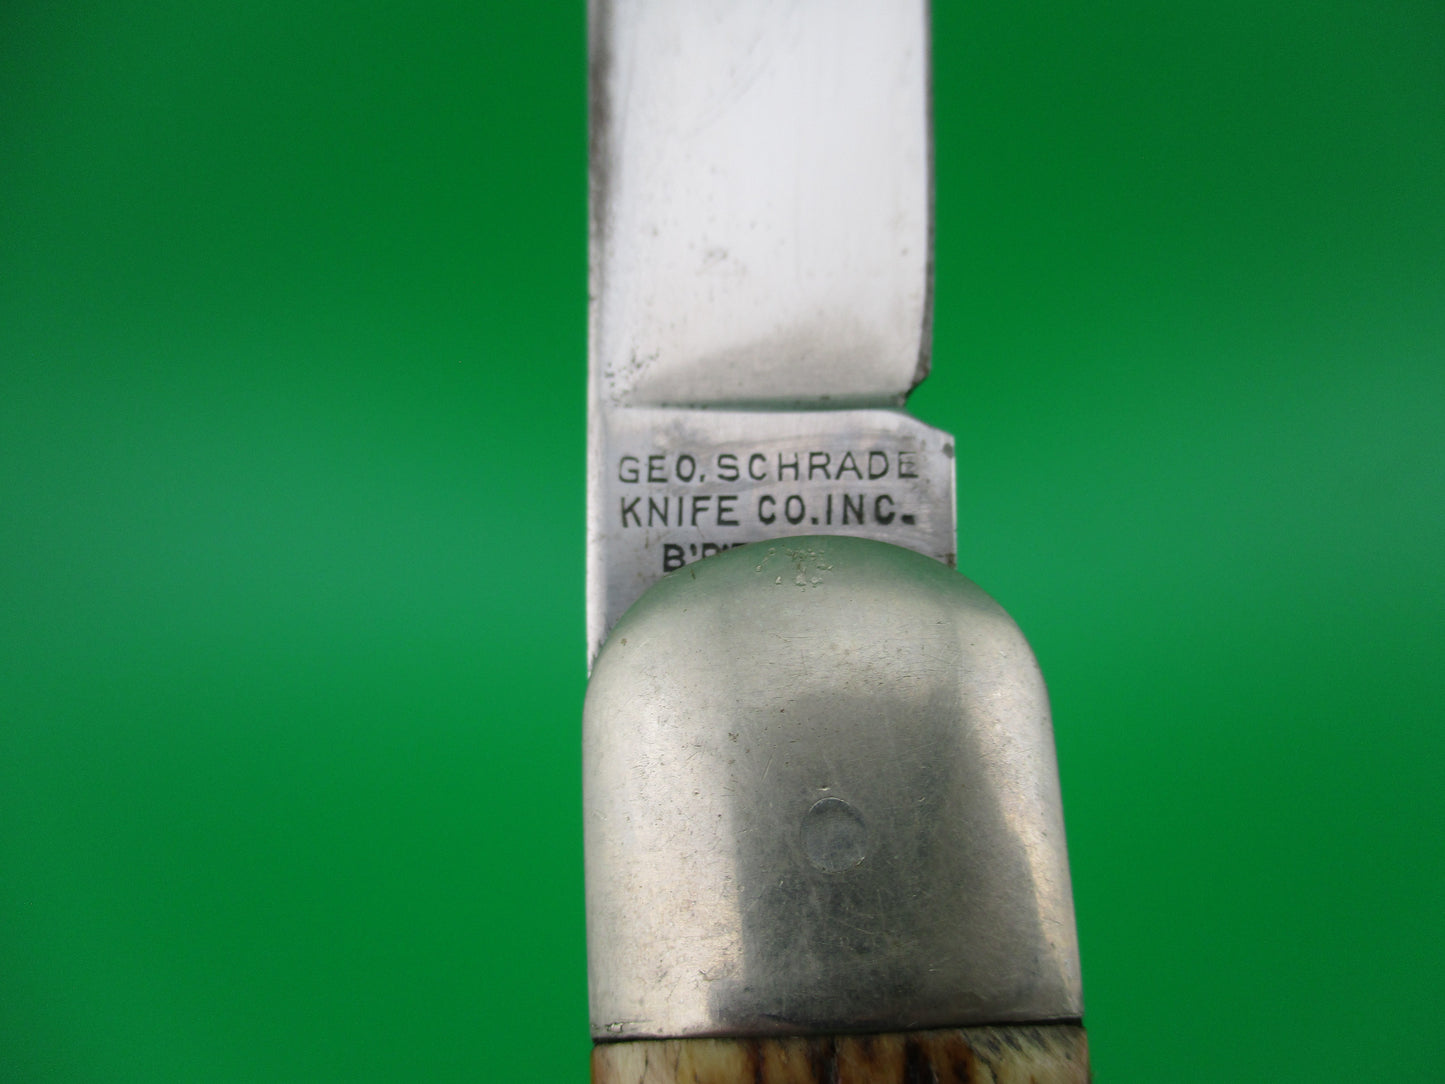 GEO. SCHRADE
KNIFE CO. INC.